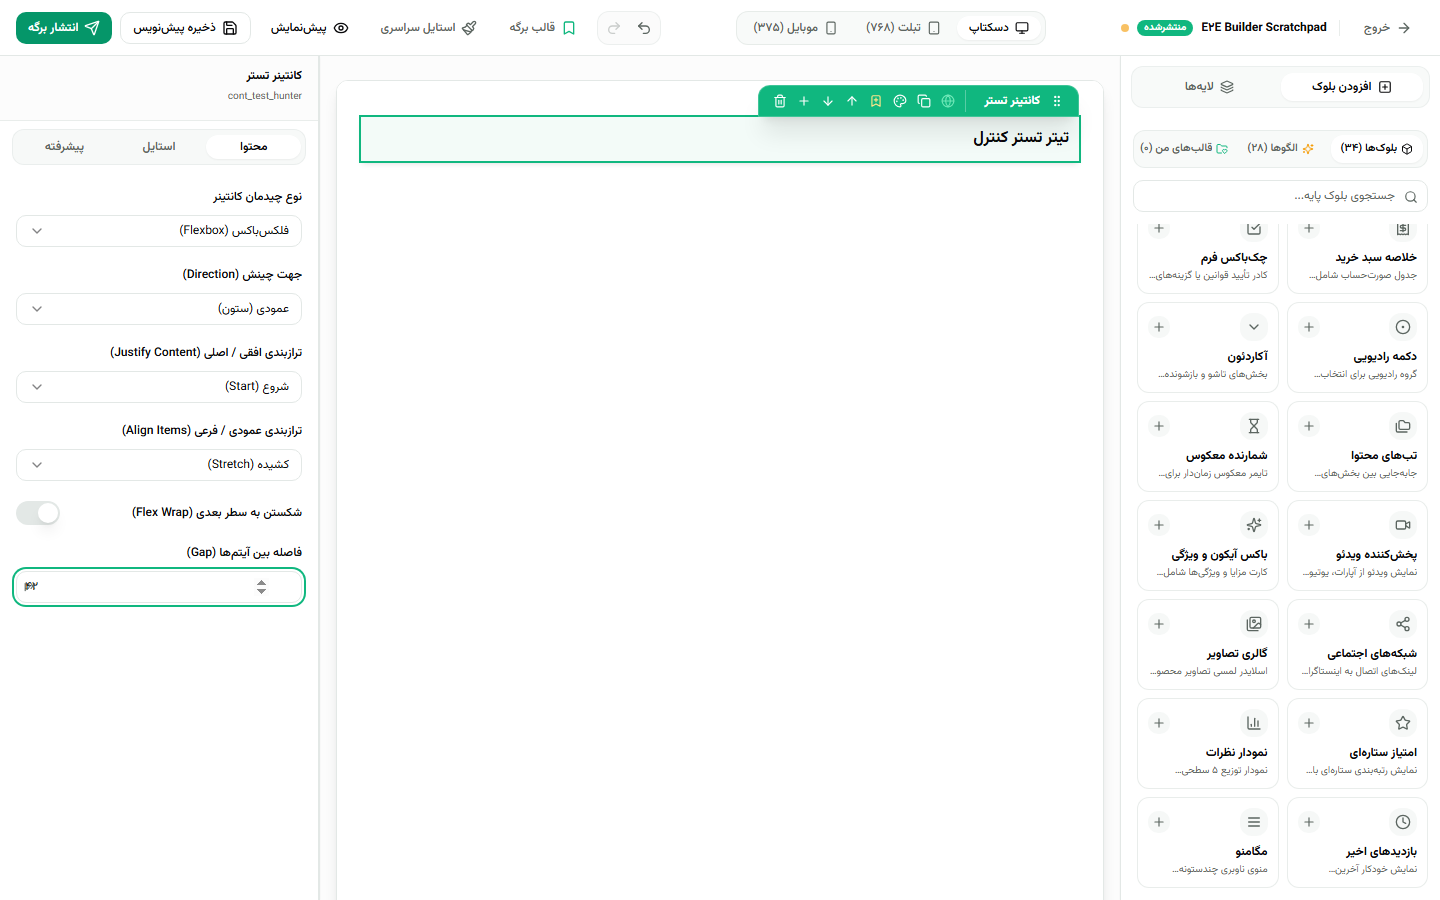 خروج
E۲E Builder Scratchpad
منتشرشده
دسکتاپ
تبلت (۷۶۸)
موبایل (۳۷۵)
قالب برگه
استایل سراسری
پیش‌نمایش
ذخیره پیش‌نویس
انتشار برگه
افزودن بلوک
لایه‌ها
بلوک‌ها (۳۴)
الگوها (۲۸)
قالب‌های من (۰)
جستجوی بلوک پایه...
خلاصه سبد خرید
جدول صورت‌حساب شامل...
چک‌باکس فرم
کادر تأیید قوانین یا گزینه‌های...
دکمه رادیویی
گروه رادیویی برای انتخاب...
آکاردئون
بخش‌های تاشو و بازشونده...
تب‌های محتوا
جابه‌جایی بین بخش‌های...
شمارنده معکوس
تایمر معکوس زمان‌دار برای...
پخش‌کننده ویدئو
نمایش ویدئو از آپارات، یوتیو...
باکس آیکون و ویژگی
کارت مزایا و ویژگی‌ها شامل...
شبکه‌های اجتماعی
لینک‌های اتصال به اینستاگرا...
گالری تصاویر
اسلایدر لمسی تصاویر محصو...
امتیاز ستاره‌ای
نمایش رتبه‌بندی ستاره‌ای با...
نمودار نظرات
نمودار توزیع ۵ سطحی...
بازدیدهای اخیر
نمایش خودکار آخرین...
مگامنو
منوی ناوبری چندستونه...
کانتینر تستر
تیتر تستر کنترل
کانتینر تستر
cont_test_hunter
محتوا
استایل
پیشرفته
نوع چیدمان کانتینر
فلکس‌باکس (Flexbox)
جهت چینش (Direction)
عمودی (ستون)
ترازبندی افقی / اصلی (Justify Content)
شروع (Start)
ترازبندی عمودی / فرعی (Align Items)
کشیده (Stretch)
شکستن به سطر بعدی (Flex Wrap)
فاصله بین آیتم‌ها (Gap)